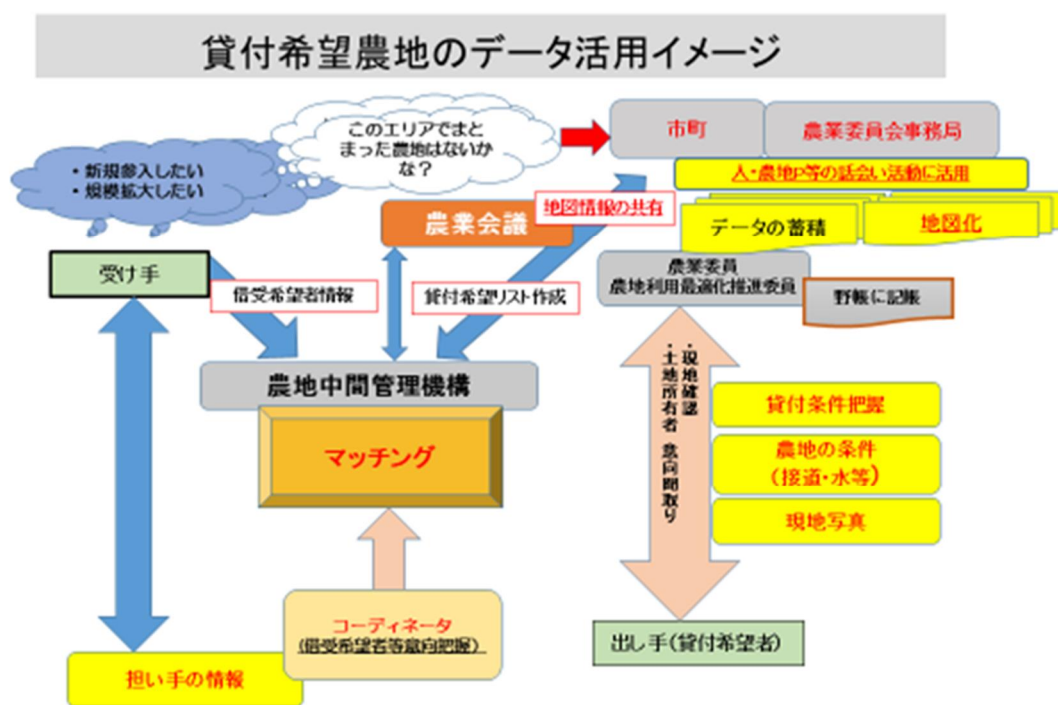 貸付希望農地のデータ活用イメージ
このエリアでまと
まった農地はないか
な？
市町
農業委員会事務局
・新規参入したい
・規模拡大したい
人・農地P等の話会い活動に活用
地図情報の共有
農業会議
データの蓄積
地図化
受け手
借受希望者情報
貸付希望リスト作成
農業委員
農地利用最適化推進委員
野帳に記帳
農地中間管理機構
マッチング
・現地確認
・土地所有者 意向聞取り
貸付条件把握
農地の条件
（接道・水等）
現地写真
コーディネータ
(借受希望者等意向把握)
出し手(貸付希望者)
担い手の情報